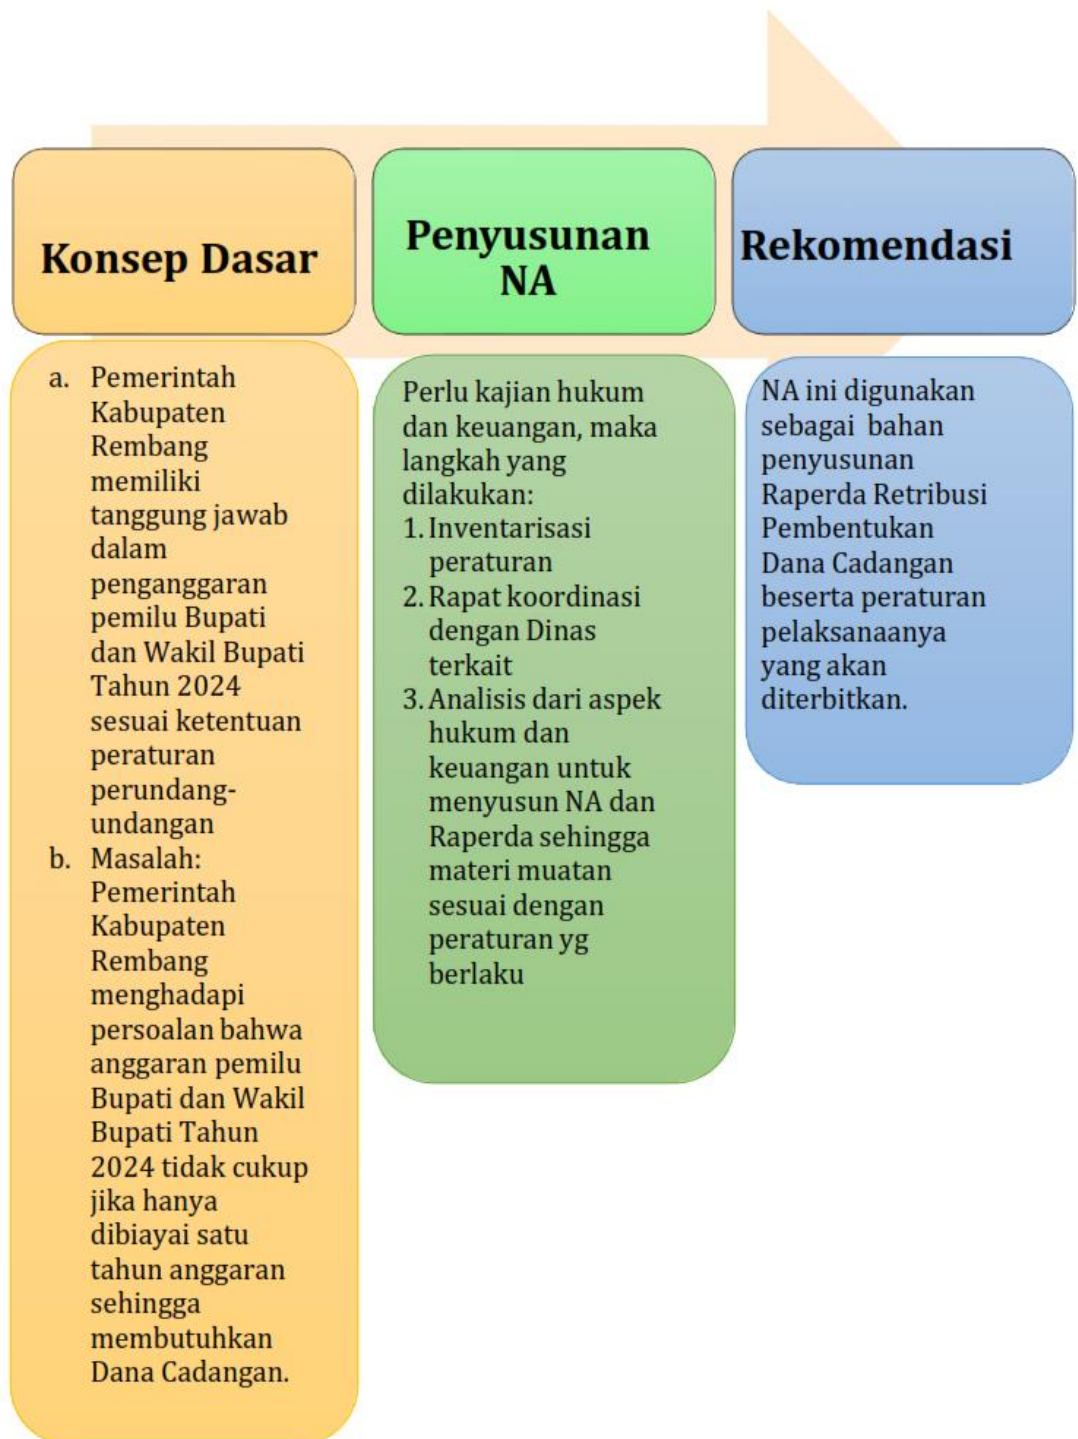 Konsep Dasar
a. Pemerintah
Kabupaten
Rembang
memiliki
tanggung jawab
dalam
penganggaran
pemilu Bupati
dan Wakil Bupati
Tahun 2024
sesuai ketentuan
peraturan
perundang-
undangan
b. Masalah:
Pemerintah
Kabupaten
Rembang
menghadapi
persoalan bahwa
anggaran pemilu
Bupati dan Wakil
Bupati Tahun
2024 tidak cukup
jika hanya
dibiayai satu
tahun anggaran
sehingga
membutuhkan
Dana Cadangan.
Penyusunan
NA
Perlu kajian hukum
dan keuangan, maka
langkah yang
dilakukan:
1. Inventarisasi
peraturan
2. Rapat koordinasi
dengan Dinas
terkait
3. Analisis dari aspek
hukum dan
keuangan untuk
menyusun NA dan
Raperda sehingga
materi muatan
sesuai dengan
peraturan yg
berlaku
Rekomendasi
NA ini digunakan
sebagai bahan
penyusunan
Raperda Retribusi
Pembentukan
Dana Cadangan
beserta peraturan
pelaksanaanya
yang akan
diterbitkan.